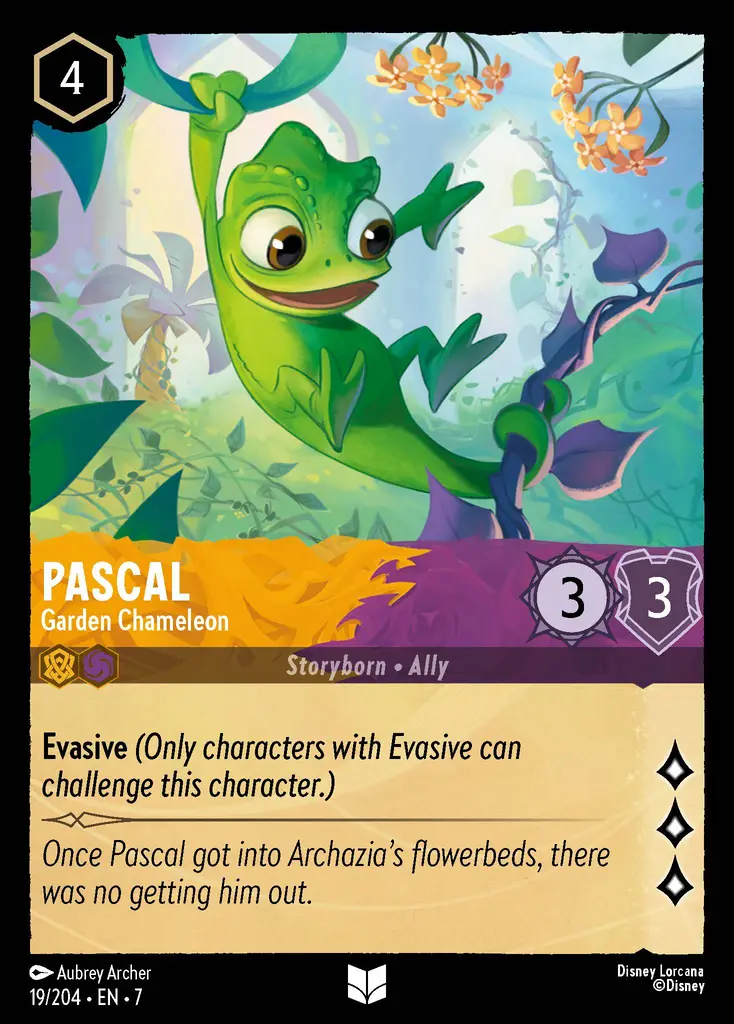 4
PASCAL
Garden Chameleon
3
3
Storyborn • Ally
Evasive (Only characters with Evasive can
challenge this character.)
Once Pascal got into Archazia's flowerbeds, there
was no getting him out.
Aubrey Archer
19/204 • EN • 7
Disney Lorcana
©Disney